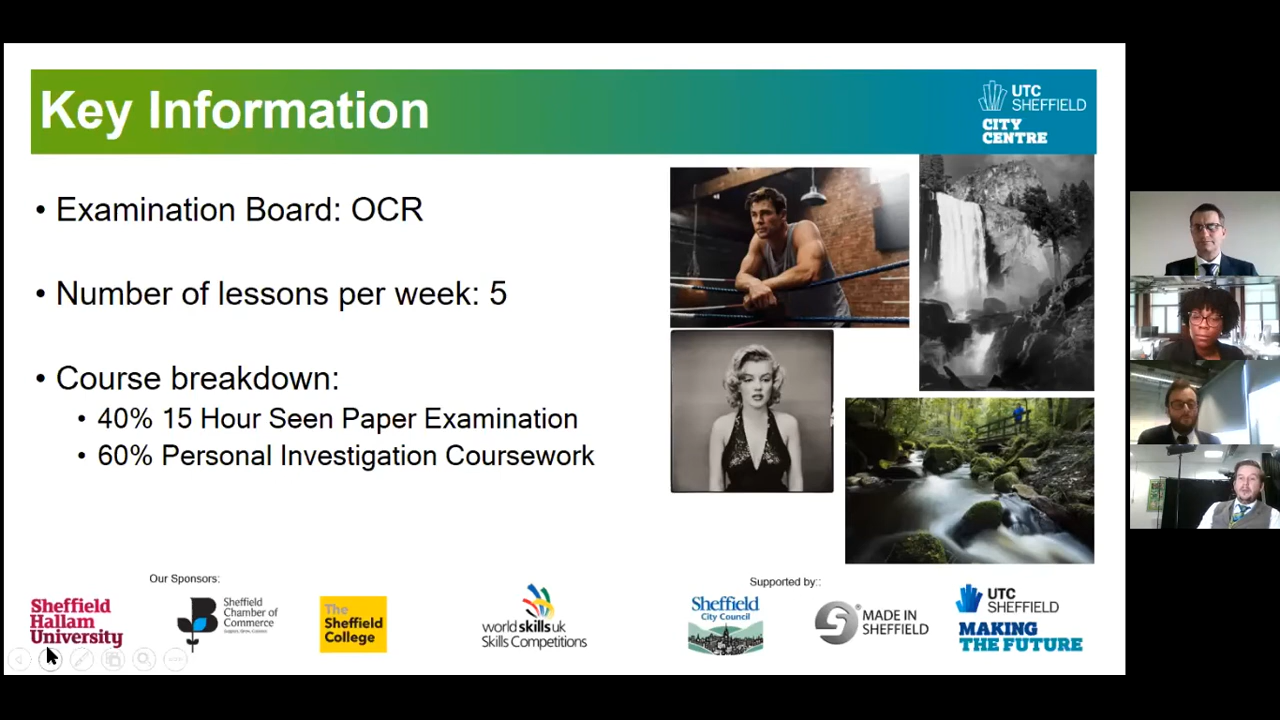 Key Information
UTC
SHEFFIELD
CITY
CENTRE
• Examination Board: OCR
• Number of lessons per week: 5
• Course breakdown:
• 40% 15 Hour Seen Paper Examination
• 60% Personal Investigation Coursework
Our Sponsors:
Supported by::
Sheffield
Hallam
University
Sheffield
Chamber of
Commerce
The
Sheffield
College
world skills uk
Skills Competitions
Sheffield
City Council
MADE IN
SHEFFIELD
UTC
SHEFFIELD
MAKING
THE FUTURE